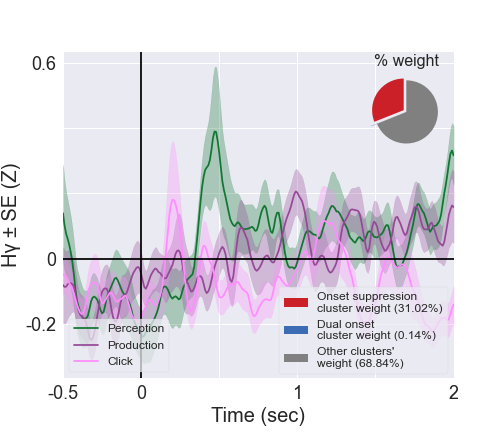 % weight
0.6
0
-0.2
Hγ ± SE (Z)
Perception
Production
Click
Onset suppression
cluster weight (31.02%)
Dual onset
cluster weight (0.14%)
Other clusters'
weight (68.84%)
-0.5
0
1
2
Time (sec)